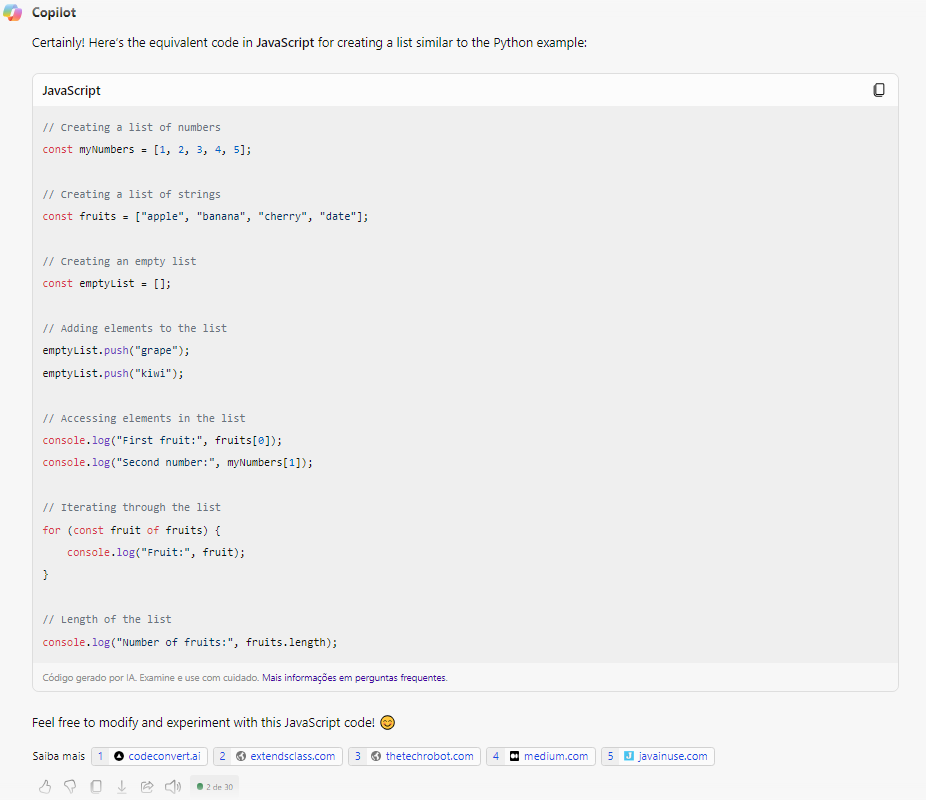 Copilot
Certainly! Here's the equivalent code in JavaScript for creating a list similar to the Python example:
JavaScript
// Creating a list of numbers
const myNumbers = [1, 2, 3, 4, 5];
// Creating a list of strings
const fruits = ["apple", "banana", "cherry", "date"];
// Creating an empty list
const emptyList = [];
// Adding elements to the list
emptyList.push("grape");
emptyList.push("kiwi");
// Accessing elements in the list
console.log("First fruit:", fruits[0]);
console.log("Second number:", myNumbers[1]);
// Iterating through the list
for (const fruit of fruits) {
    console.log("Fruit:", fruit);
}
// Length of the list
console.log("Number of fruits:", fruits.length);
Código gerado por IA. Examine e use com cuidado. Mais informações em perguntas frequentes.
Feel free to modify and experiment with this JavaScript code! 😊
Saiba mais 1 codeconvert.ai 2 extendsclass.com 3 thetechrobot.com 4 medium.com 5 javainuse.com
2 de 30